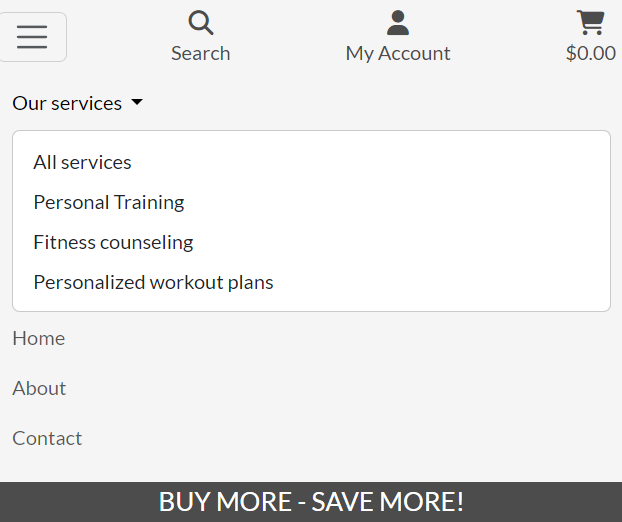 Search
My Account
$0.00
Our services
All services
Personal Training
Fitness counseling
Personalized workout plans
Home
About
Contact
BUY MORE - SAVE MORE!